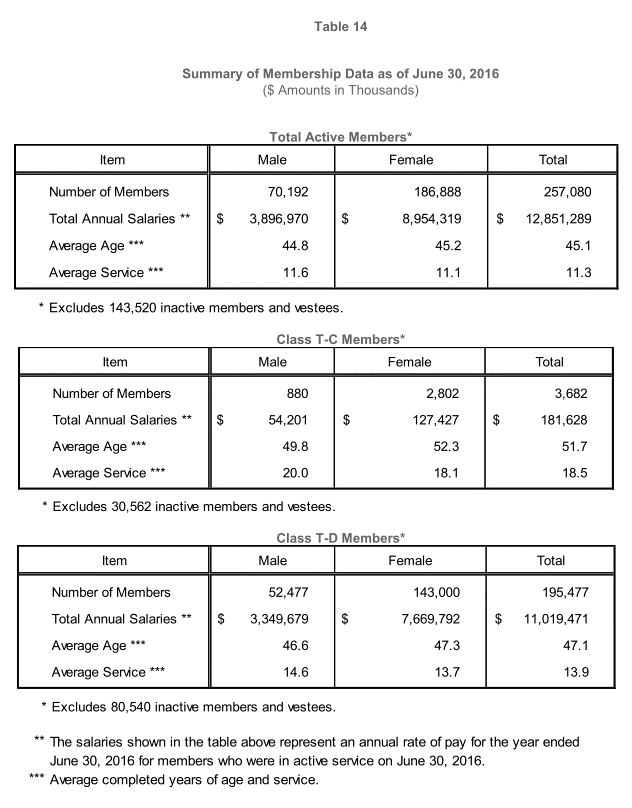 Table 14
Summary of Membership Data as of June 30, 2016
($ Amounts in Thousands)
Total Active Members*
Item Male Female Total
Number of Members 70,192 186,888 257,080
Total Annual Salaries ** $ 3,896,970 $ 8,954,319 $ 12,851,289
Average Age *** 44.8 45.2 45.1
Average Service *** 11.6 11.1 11.3
* Excludes 143,520 inactive members and vestees.
Class T-C Members*
Item Male Female Total
Number of Members 880 2,802 3,682
Total Annual Salaries ** $ 54,201 $ 127,427 $ 181,628
Average Age *** 49.8 52.3 51.7
Average Service *** 20.0 18.1 18.5
* Excludes 30,562 inactive members and vestees.
Class T-D Members*
Item Male Female Total
Number of Members 52,477 143,000 195,477
Total Annual Salaries ** $ 3,349,679 $ 7,669,792 $ 11,019,471
Average Age *** 46.6 47.3 47.1
Average Service *** 14.6 13.7 13.9
* Excludes 80,540 inactive members and vestees.
** The salaries shown in the table above represent an annual rate of pay for the year ended
June 30, 2016 for members who were in active service on June 30, 2016.
*** Average completed years of age and service.